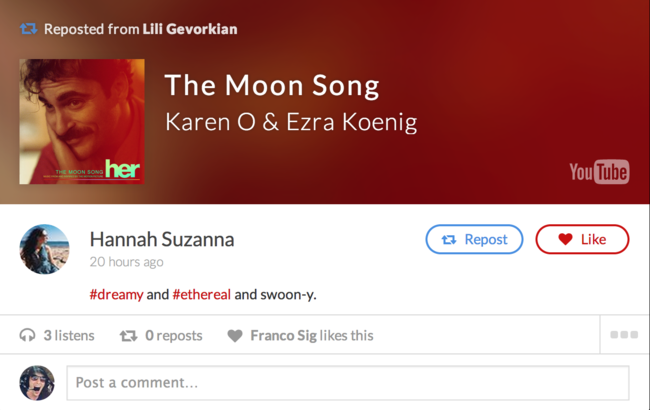 Reposted from Lili Gevorkian
The Moon Song
Karen O & Ezra Koenig
THE MOON SONG
her
YouTube
Hannah Suzanna
20 hours ago
Repost
Like
#dreamy and #ethereal and swoon-y.
3 listens
0 reposts
Franco Sig likes this
Post a comment...